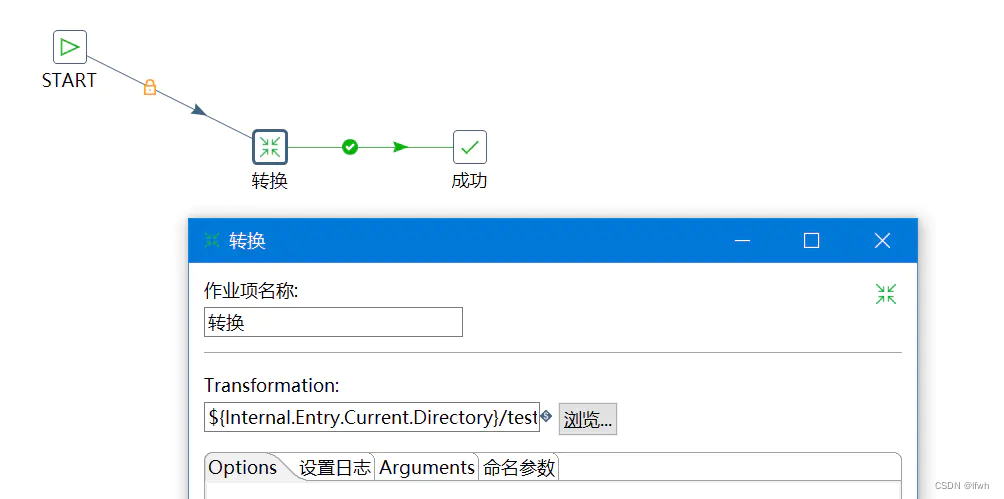 START
转换
成功
转换
作业项名称:
转换
Transformation:
${Internal.Entry.Current.Directory}/test
浏览...
Options 设置日志 Arguments 命名参数
CSDN @lfwh